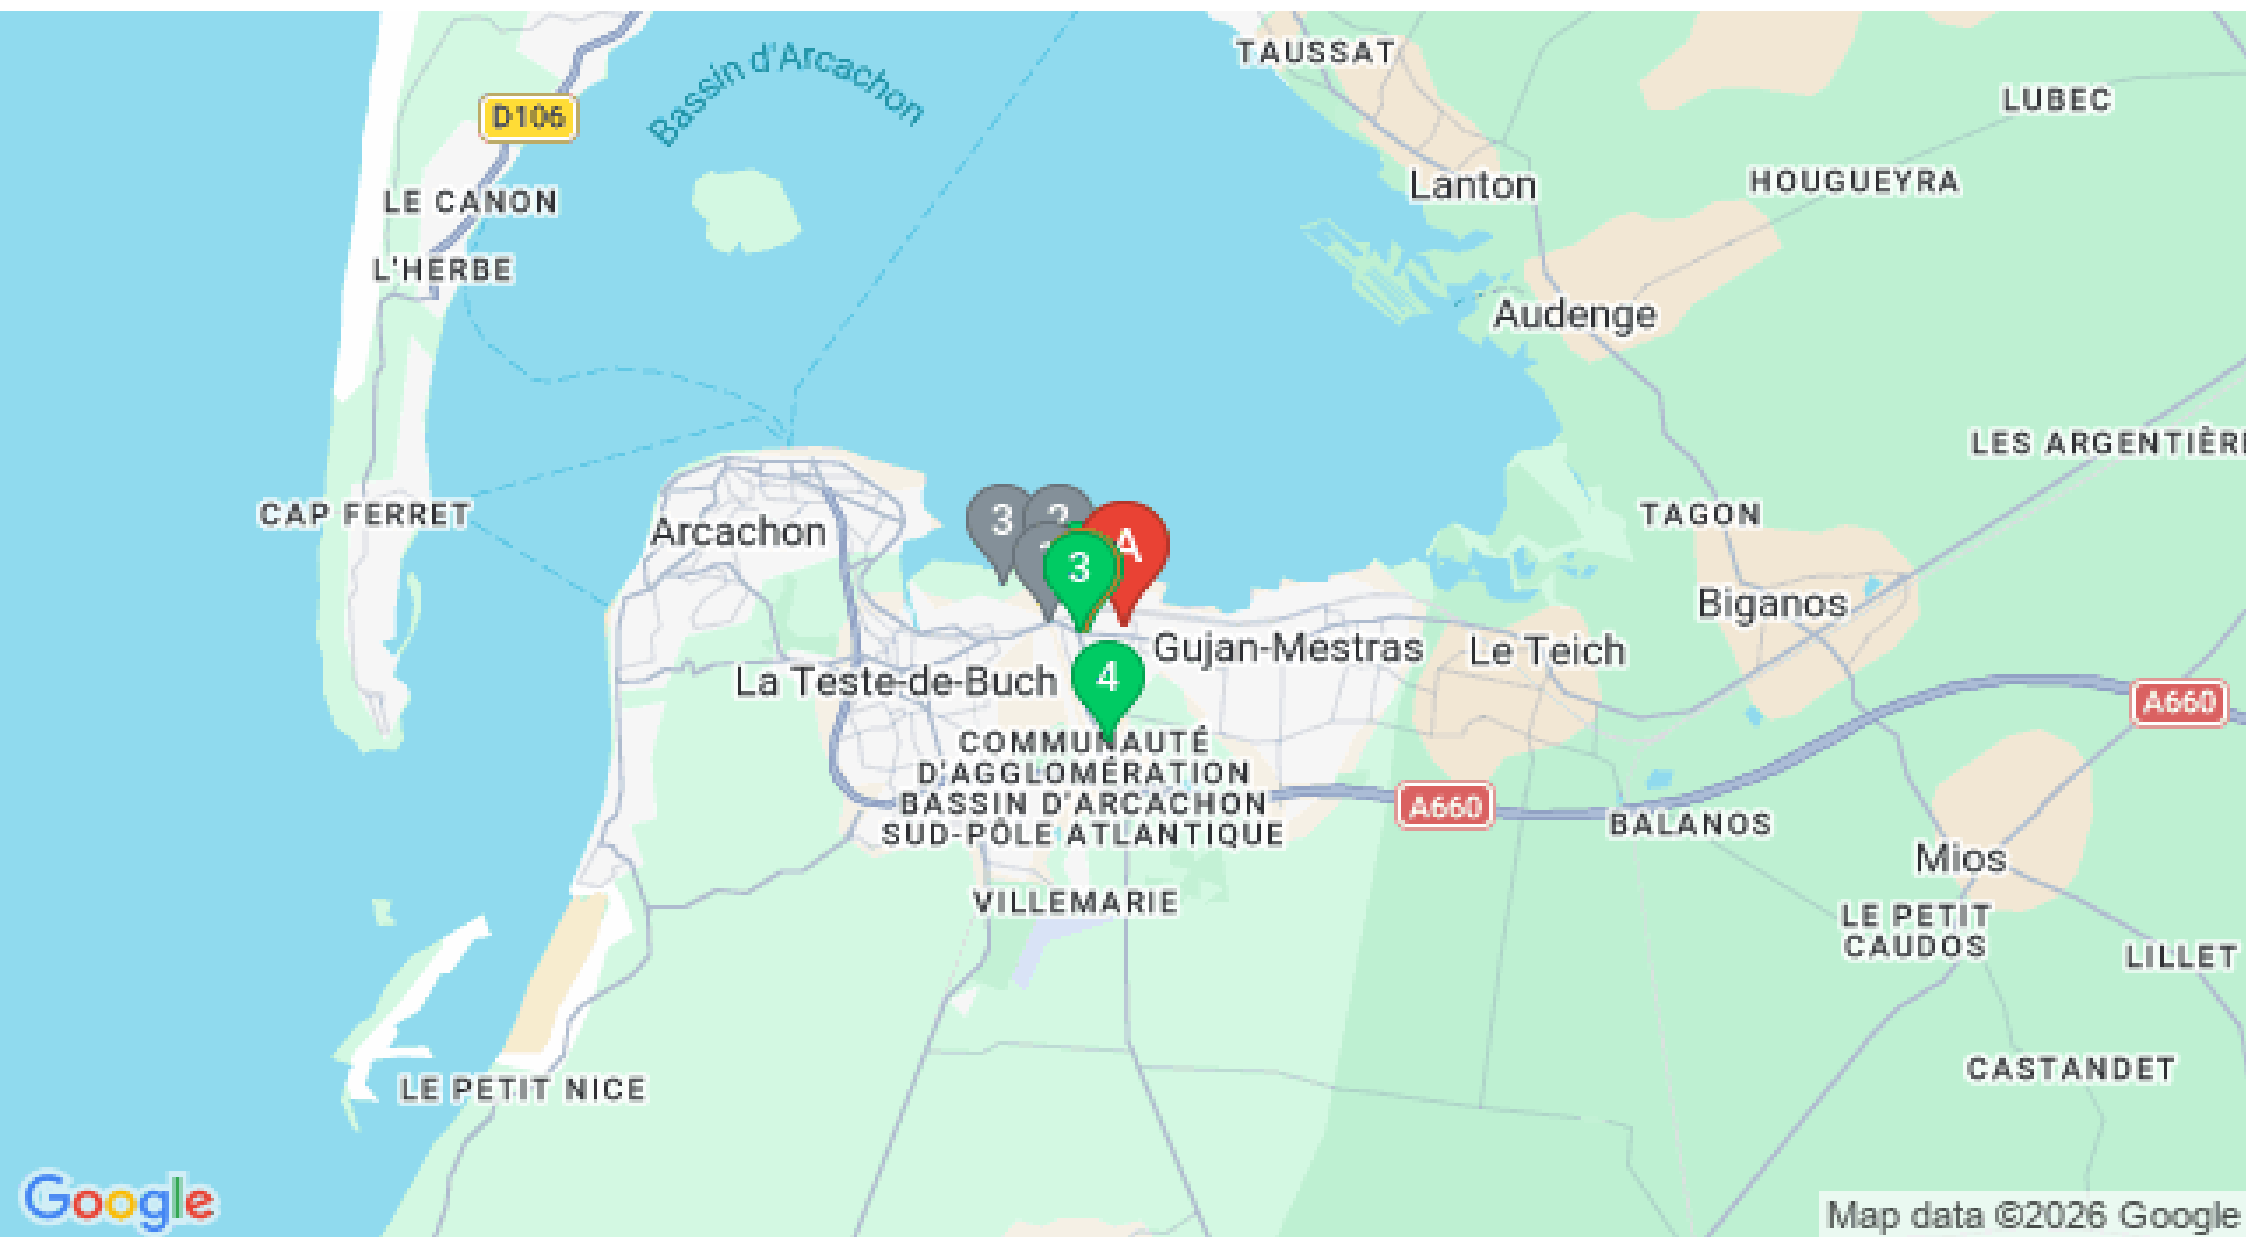 TAUSSAT
Bassin d'Arcachon
LUBEC
D106
HOUGUEYRA
Lanton
LE CANON
L'HERBE
Audenge
LES ARGENTIÈRE
CAP FERRET
Arcachon
3
2
A
3
TAGON
Biganos
Gujan-Mestras
Le Teich
La Teste-de-Buch
4
A660
COMMUNAUTÉ
D'AGGLOMÉRATION
BASSIN D'ARCACHON
SUD-PÔLE ATLANTIQUE
A660
BALANOS
Mios
VILLEMARIE
LE PETIT
CAUDOS
LILLET
CASTANDET
LE PETIT NICE
Google
Map data ©2026 Google